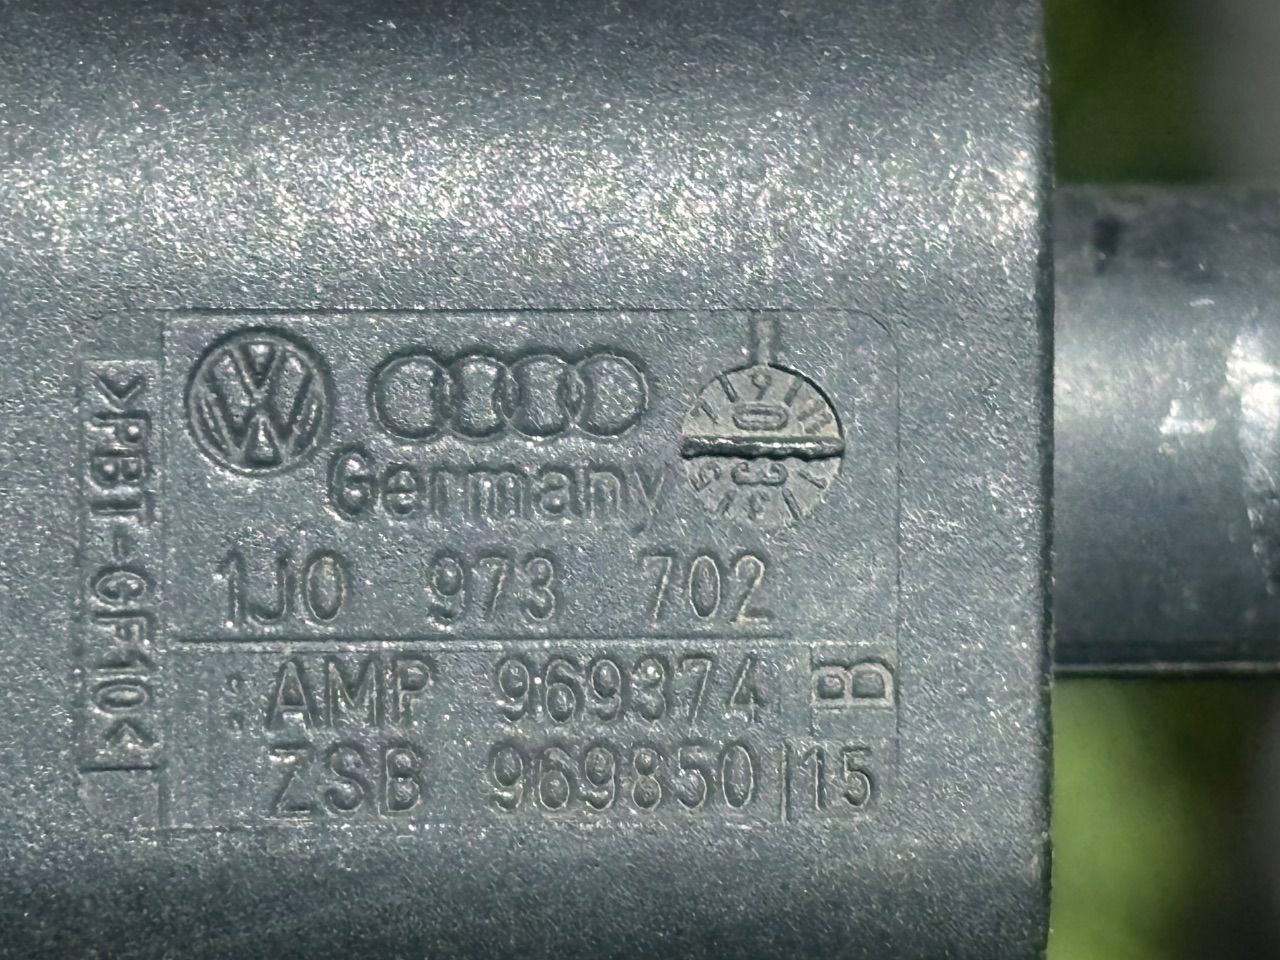 Germany
1J0 973 702
AMP 969374 B
ZSB 969850/15
>PBT-GF10<